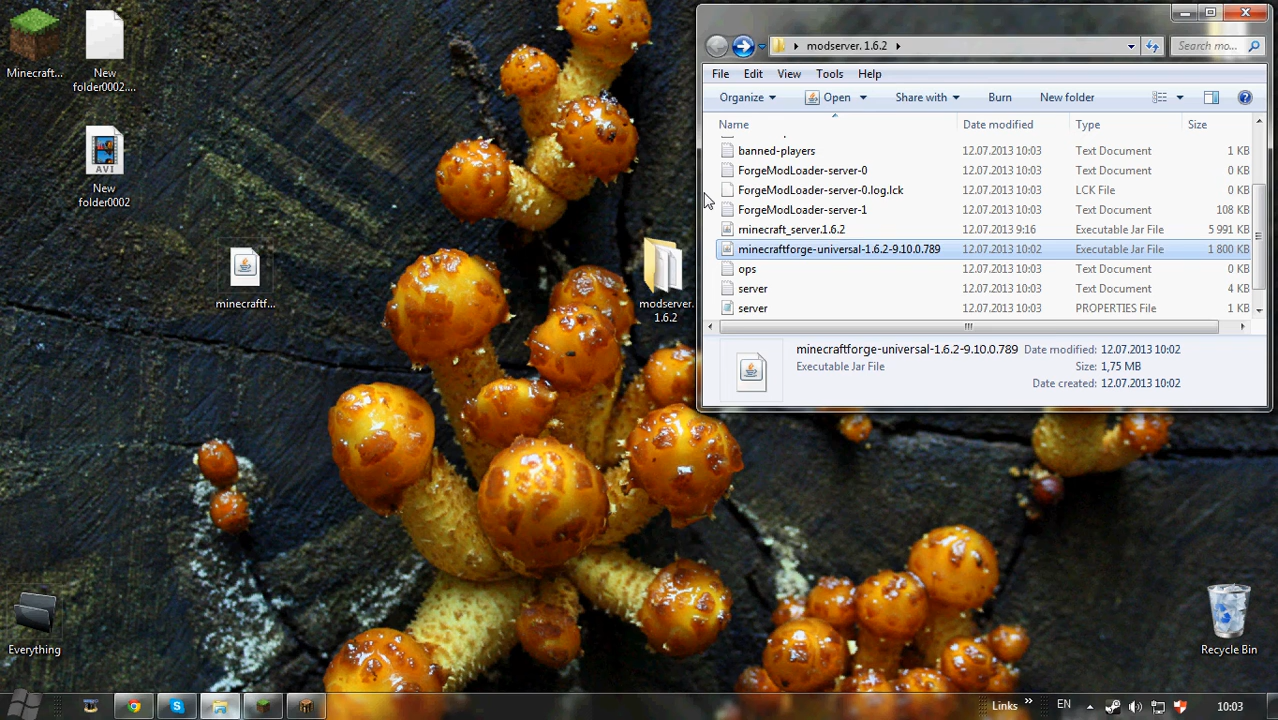 Minecraft...
New
folder0002....
AVI
New
folder0002
minecraftf...
modserver.
1.6.2
Everything
Recycle Bin
modserver. 1.6.2
Search mo...
File Edit View Tools Help
Organize Open Share with Burn New folder
Name Date modified Type Size
banned-players 12.07.2013 10:03 Text Document 1 KB
ForgeModLoader-server-0 12.07.2013 10:03 Text Document 0 KB
ForgeModLoader-server-0.log.lck 12.07.2013 10:03 LCK File 0 KB
ForgeModLoader-server-1 12.07.2013 10:03 Text Document 108 KB
minecraft_server.1.6.2 12.07.2013 9:16 Executable Jar File 5 991 KB
minecraftforge-universal-1.6.2-9.10.0.789 12.07.2013 10:02 Executable Jar File 1 800 KB
ops 12.07.2013 10:03 Text Document 0 KB
server 12.07.2013 10:03 Text Document 4 KB
server 12.07.2013 10:03 PROPERTIES File 1 KB
minecraftforge-universal-1.6.2-9.10.0.789 Date modified: 12.07.2013 10:02
Executable Jar File Size: 1,75 MB
Date created: 12.07.2013 10:02
Links » EN 10:03